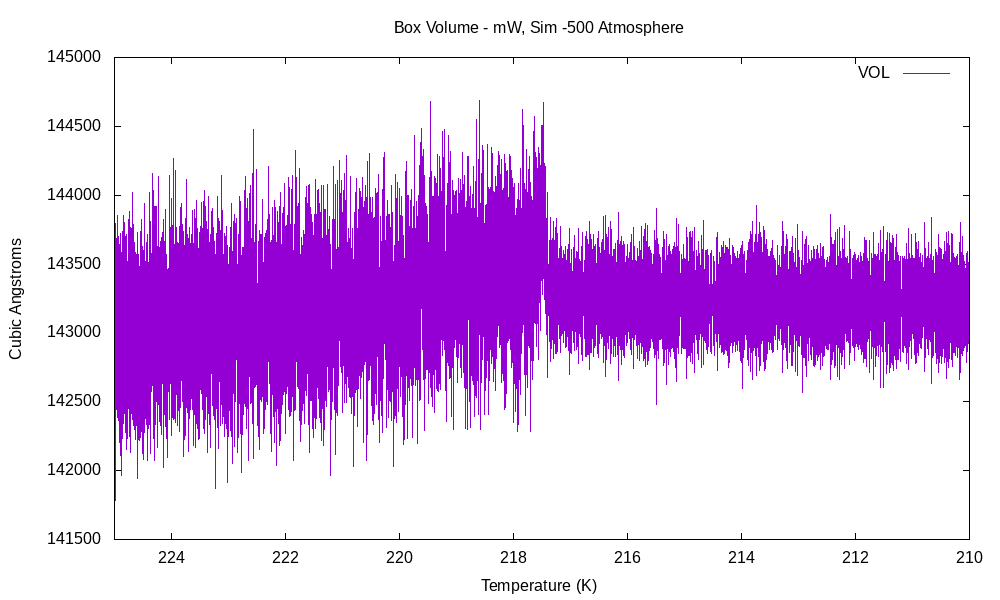 Box Volume - mW, Sim -500 Atmosphere
145000
VOL
144500
144000
143500
143000
142500
142000
141500
Cubic Angstroms
224 222 220 218 216 214 212 210
Temperature (K)